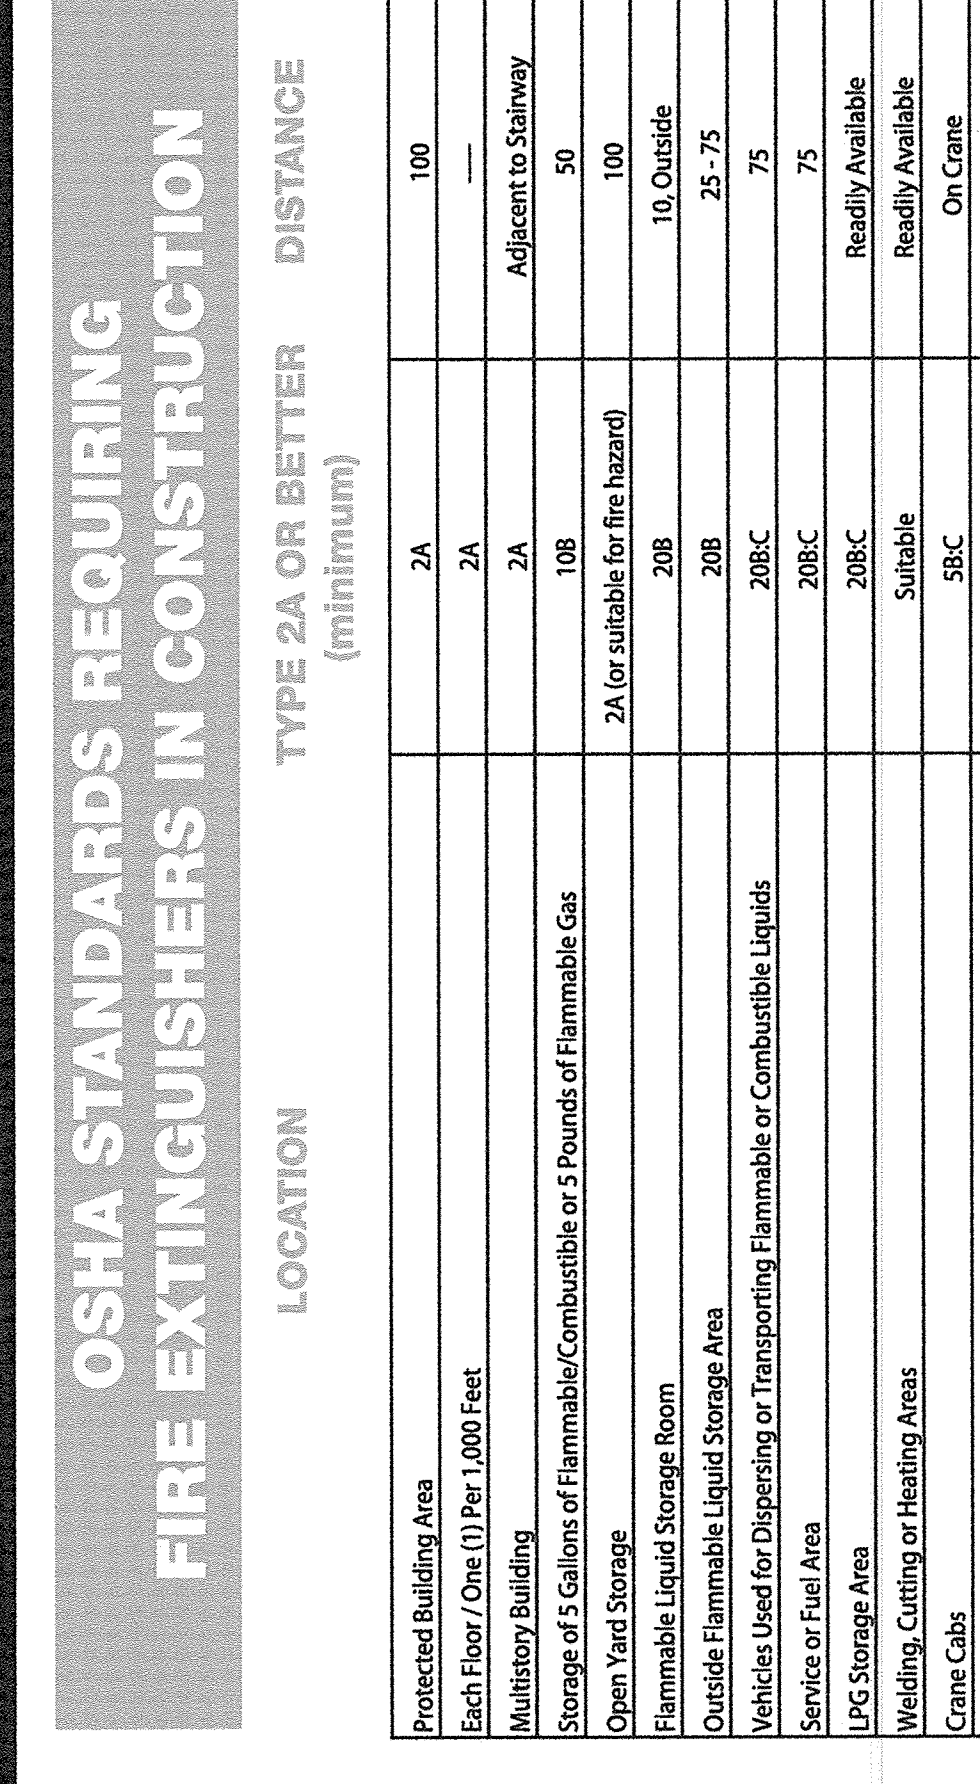 OSHA STANDARDS REQUIRING
FIRE EXTINGUISHERS IN CONSTRUCTION
LOCATION TYPE 2A OR BETTER DISTANCE
(minimum)
Protected Building Area 2A 100
Each Floor / One (1) Per 1,000 Feet 2A —
Multistory Building 2A Adjacent to Stairway
Storage of 5 Gallons of Flammable/Combustible or 5 Pounds of Flammable Gas 10B 50
Open Yard Storage 2A (or suitable for fire hazard) 100
Flammable Liquid Storage Room 20B 10, Outside
Outside Flammable Liquid Storage Area 20B 25 - 75
Vehicles Used for Dispersing or Transporting Flammable or Combustible Liquids 20B:C 75
Service or Fuel Area 20B:C 75
LPG Storage Area 20B:C Readily Available
Welding, Cutting or Heating Areas Suitable Readily Available
Crane Cabs 5B:C On Crane